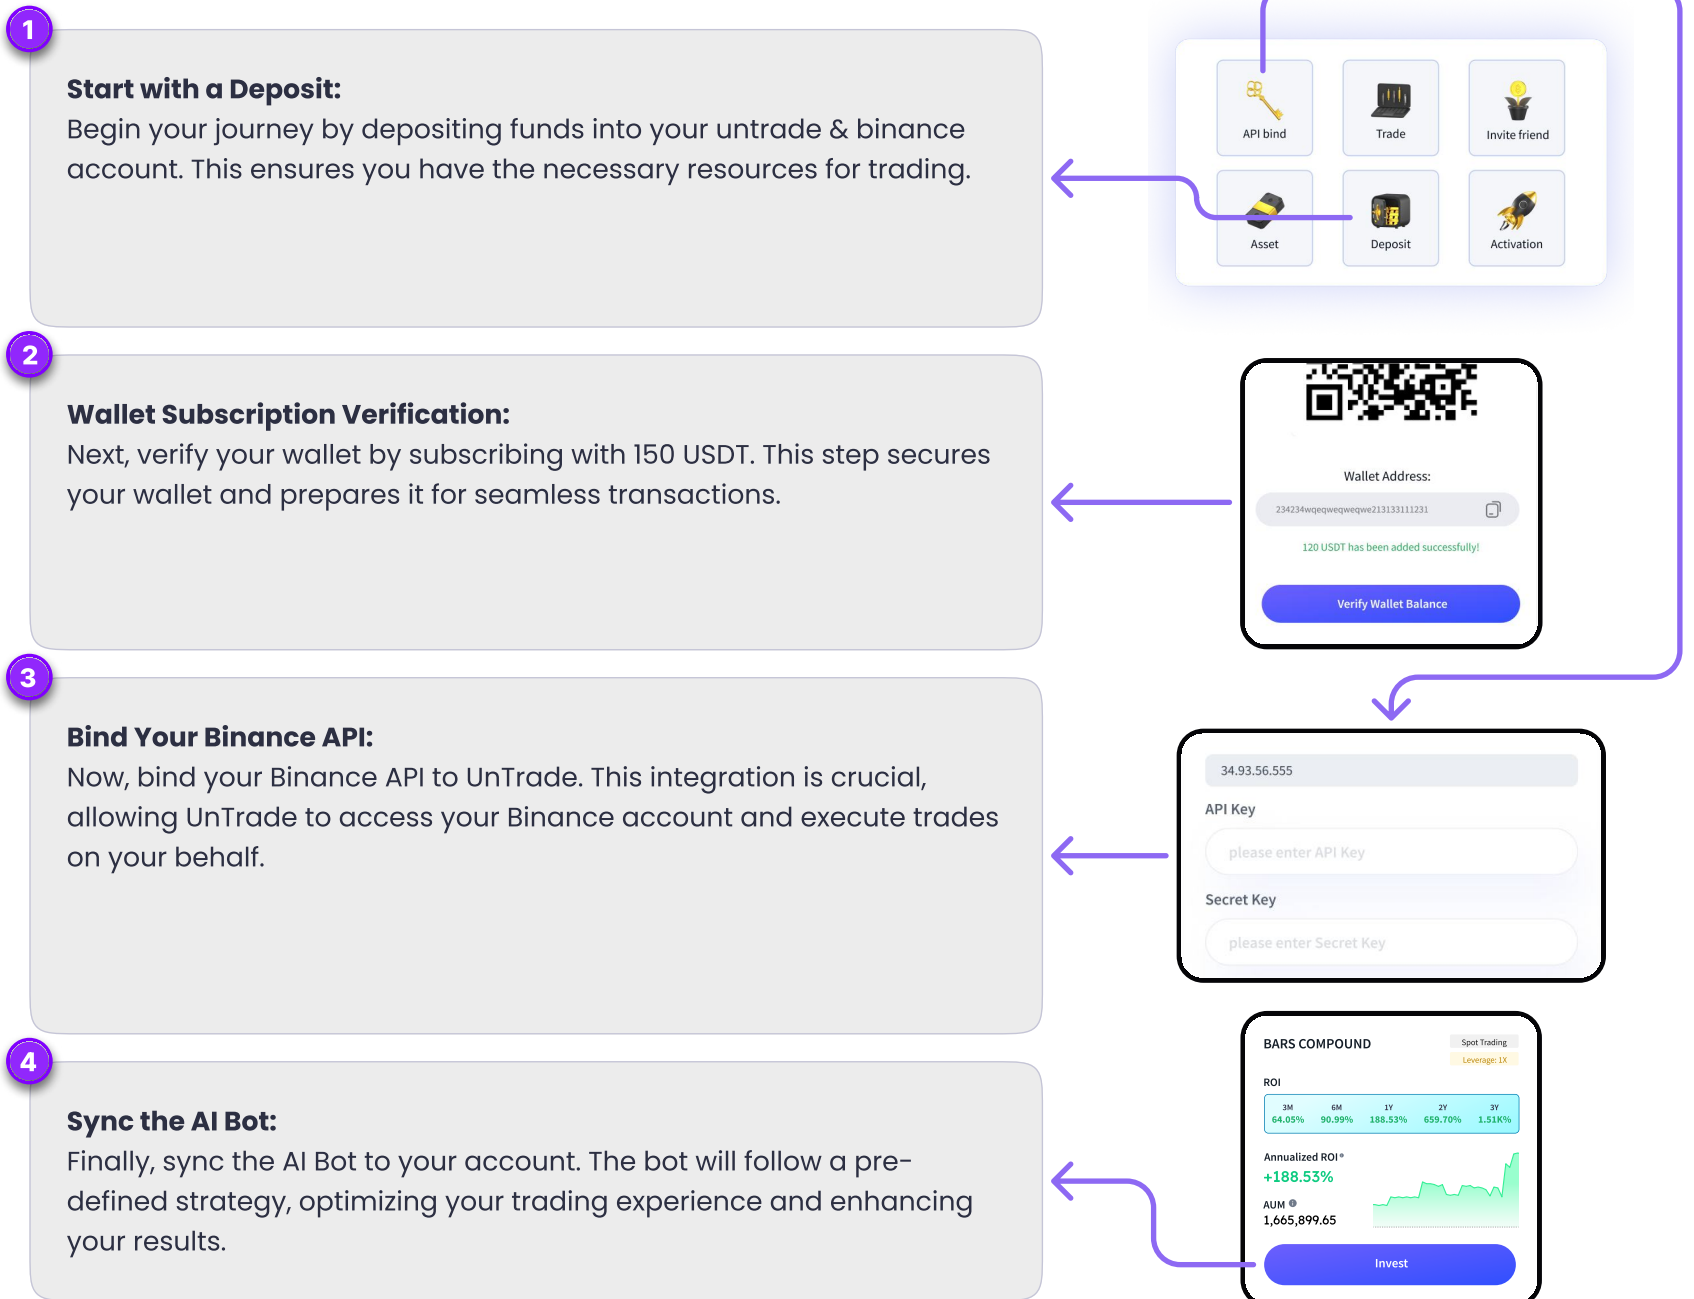 1
Start with a Deposit:
Begin your journey by depositing funds into your untrade & binance
account. This ensures you have the necessary resources for trading.
API bind
Trade
Invite friend
Asset
Deposit
Activation
2
Wallet Subscription Verification:
Next, verify your wallet by subscribing with 150 USDT. This step secures
your wallet and prepares it for seamless transactions.
Wallet Address:
234234wqeqweqweqwe213133111231
120 USDT has been added successfully!
Verify Wallet Balance
3
Bind Your Binance API:
Now, bind your Binance API to UnTrade. This integration is crucial,
allowing UnTrade to access your Binance account and execute trades
on your behalf.
34.93.56.555
API Key
please enter API Key
Secret Key
please enter Secret Key
4
Sync the AI Bot:
Finally, sync the AI Bot to your account. The bot will follow a pre-
defined strategy, optimizing your trading experience and enhancing
your results.
BARS COMPOUND
Spot Trading
Leverage: 1X
ROI
3M 6M 1Y 2Y 3Y
64.05% 90.99% 188.53% 659.70% 1.51K%
Annualized ROI
+188.53%
AUM
1,665,899.65
Invest